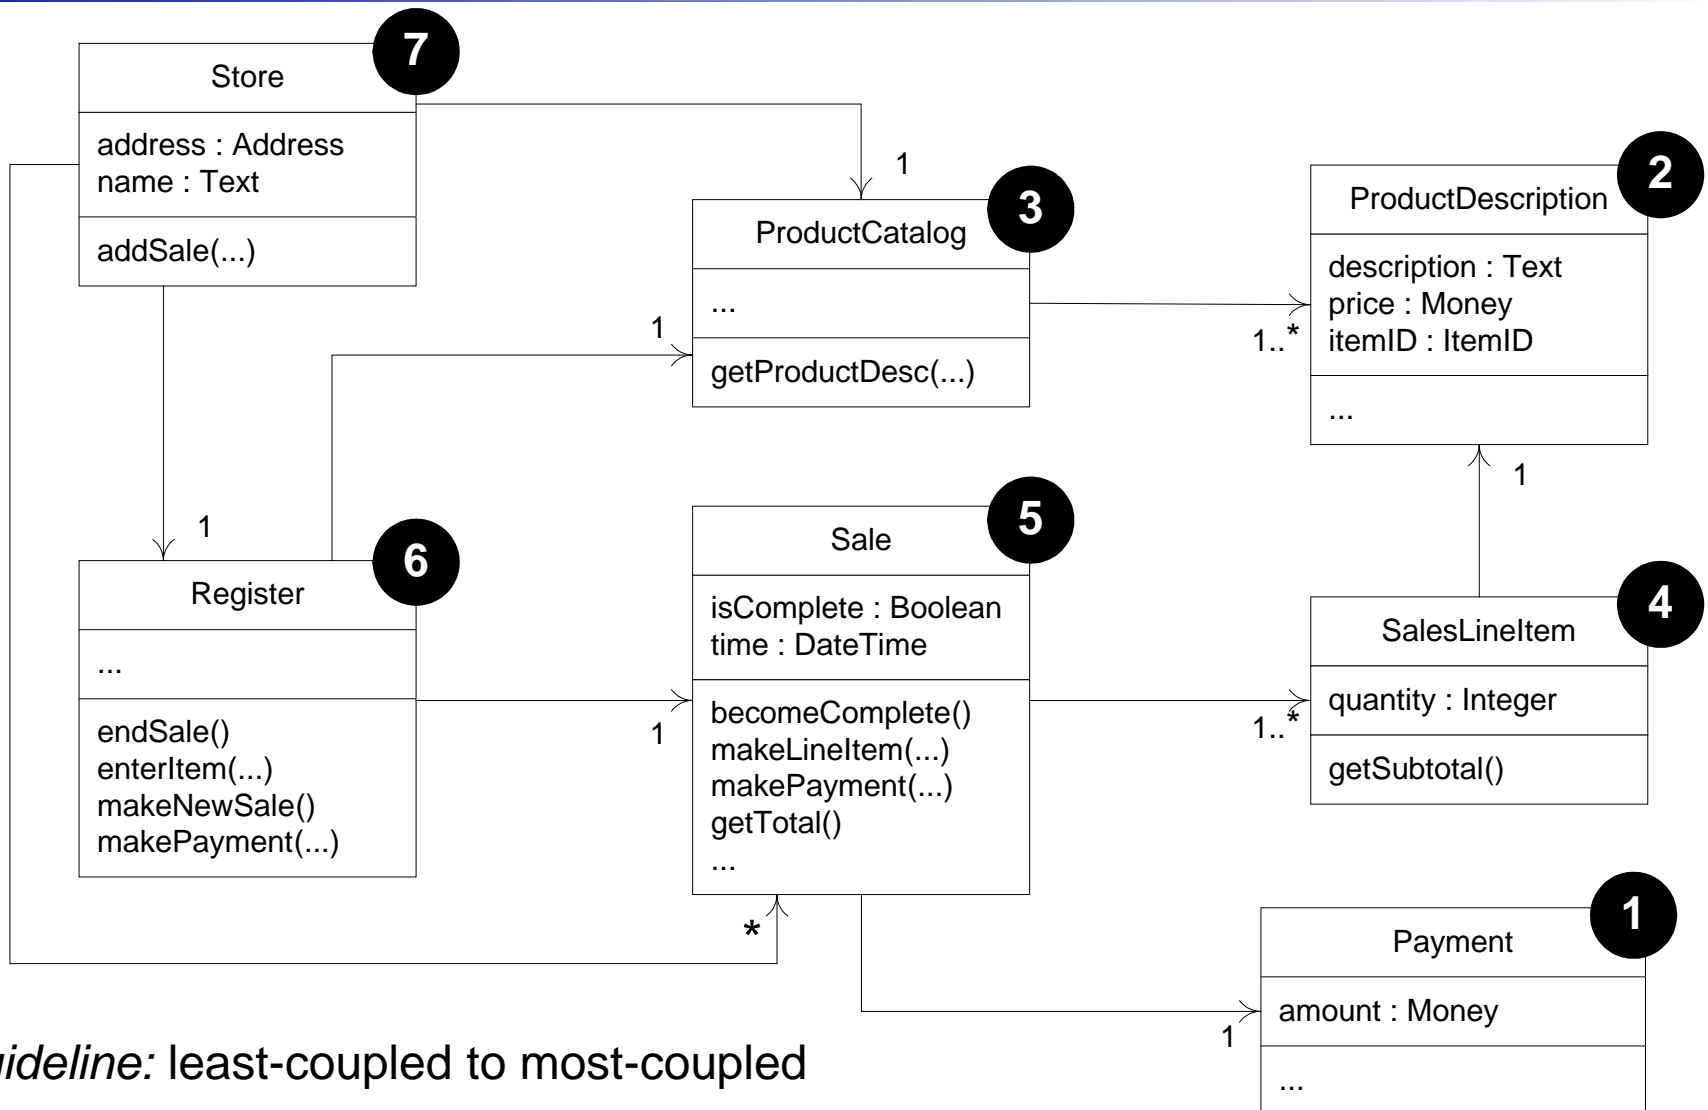 7
Store
address : Address
name : Text
addSale(...)
1
3
ProductCatalog
...
getProductDesc(...)
1
2
ProductDescription
description : Text
price : Money
itemID : ItemID
...
1..*
1
1
6
Register
...
endSale()
enterItem(...)
makeNewSale()
makePayment(...)
5
Sale
isComplete : Boolean
time : DateTime
becomeComplete()
makeLineItem(...)
makePayment(...)
getTotal()
...
1
*
4
SalesLineItem
quantity : Integer
getSubtotal()
1..*
1
Payment
amount : Money
...
1
uideline: least-coupled to most-coupled